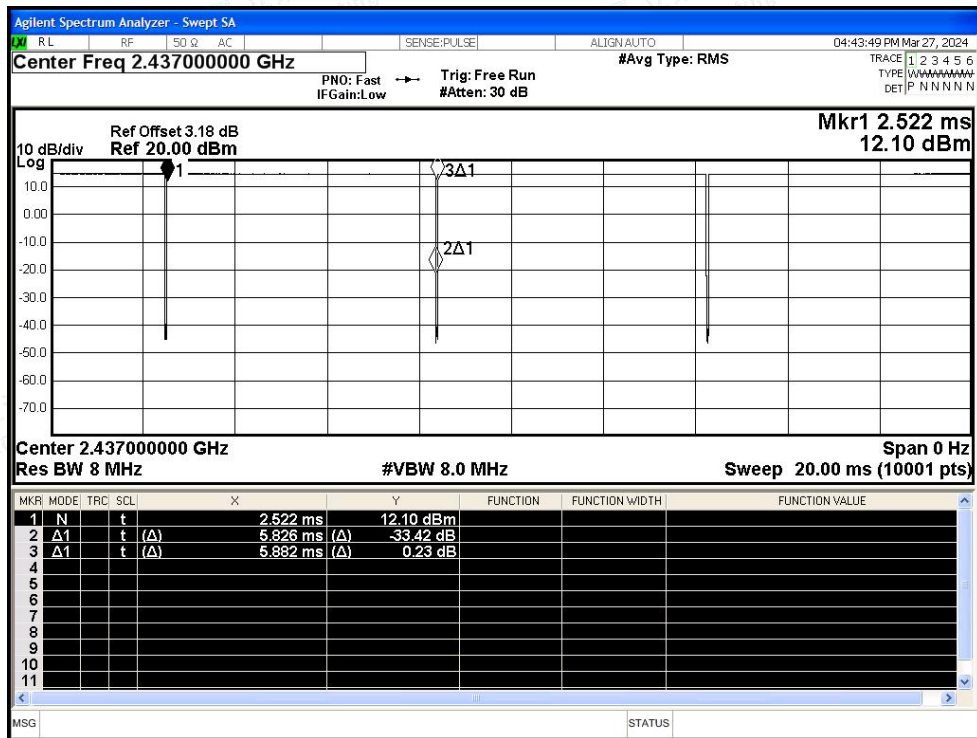 Agilent Spectrum Analyzer - Swept SA
LXI RL RF 50 Ω AC SENSE:PULSE ALIGN AUTO 04:43:49 PM Mar 27, 2024
Center Freq 2.437000000 GHz #Avg Type: RMS TRACE 1 2 3 4 5 6
PNO: Fast Trig: Free Run TYPE WWWWWW
IFGain:Low #Atten: 30 dB DET P N N N N N
Mkr1 2.522 ms
Ref Offset 3.18 dB
10 dB/div Ref 20.00 dBm 12.10 dBm
Log
1 3Δ1
10.0
0.00
-10.0
2Δ1
-20.0
-30.0
-40.0
-50.0
-60.0
-70.0
Center 2.437000000 GHz Span 0 Hz
Res BW 8 MHz #VBW 8.0 MHz Sweep 20.00 ms (10001 pts)
MKR MODE TRC SCL X Y FUNCTION FUNCTION WIDTH FUNCTION VALUE
1 N t 2.522 ms 12.10 dBm
2 Δ1 t (Δ) 5.826 ms (Δ) -33.42 dB
3 Δ1 t (Δ) 5.882 ms (Δ) 0.23 dB
4
5
6
7
8
9
10
11
MSG STATUS